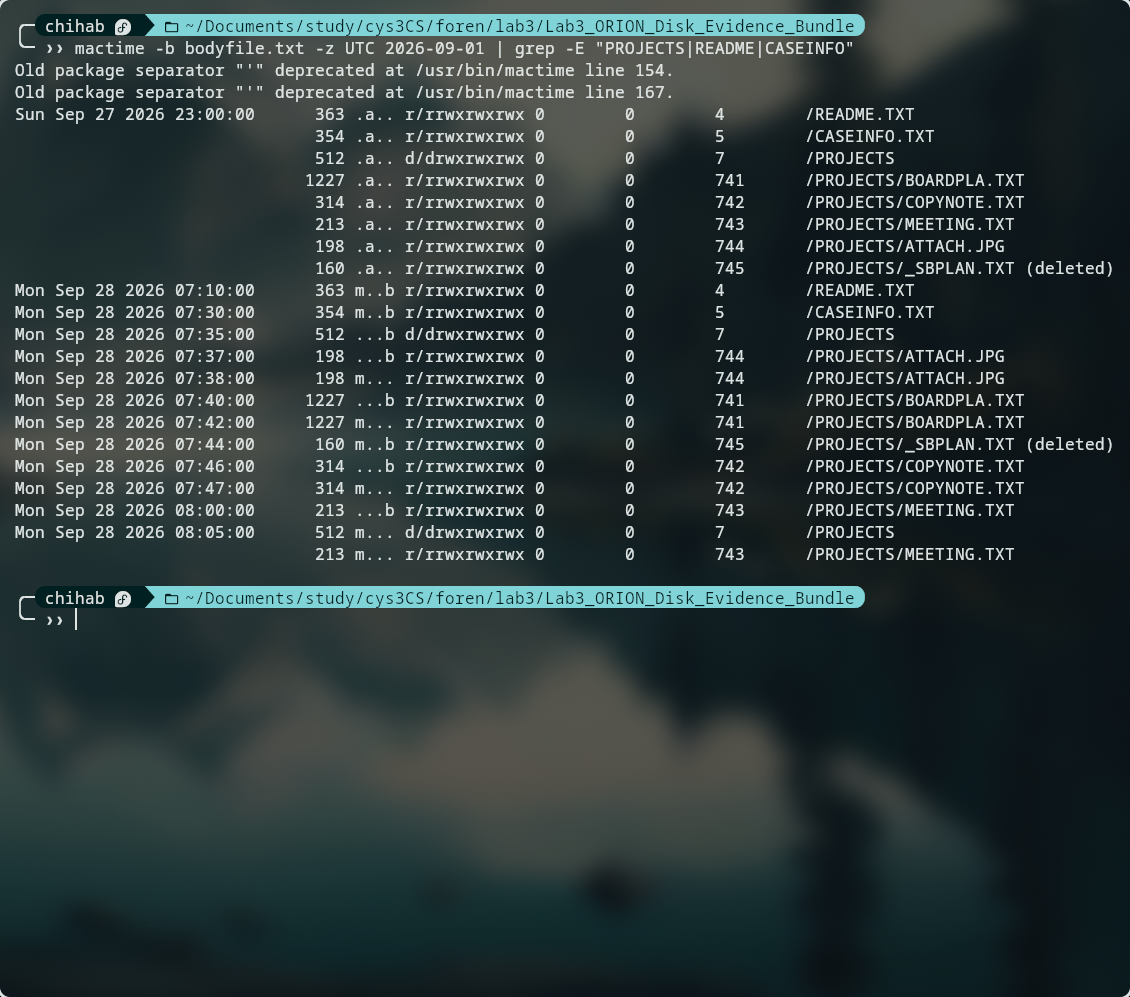 chihab ~/Documents/study/cys3CS/foren/lab3/Lab3_ORION_Disk_Evidence_Bundle
›› mactime -b bodyfile.txt -z UTC 2026-09-01 | grep -E "PROJECTS|README|CASEINFO"
Old package separator "'" deprecated at /usr/bin/mactime line 154.
Old package separator "'" deprecated at /usr/bin/mactime line 167.
Sun Sep 27 2026 23:00:00      363 .a.. r/rrwxrwxrwx 0        0        4        /README.TXT
                              354 .a.. r/rrwxrwxrwx 0        0        5        /CASEINFO.TXT
                              512 .a.. d/drwxrwxrwx 0        0        7        /PROJECTS
                             1227 .a.. r/rrwxrwxrwx 0        0        741      /PROJECTS/BOARDPLA.TXT
                              314 .a.. r/rrwxrwxrwx 0        0        742      /PROJECTS/COPYNOTE.TXT
                              213 .a.. r/rrwxrwxrwx 0        0        743      /PROJECTS/MEETING.TXT
                              198 .a.. r/rrwxrwxrwx 0        0        744      /PROJECTS/ATTACH.JPG
                              160 .a.. r/rrwxrwxrwx 0        0        745      /PROJECTS/_SBPLAN.TXT (deleted)
Mon Sep 28 2026 07:10:00      363 m..b r/rrwxrwxrwx 0        0        4        /README.TXT
Mon Sep 28 2026 07:30:00      354 m..b r/rrwxrwxrwx 0        0        5        /CASEINFO.TXT
Mon Sep 28 2026 07:35:00      512 ...b d/drwxrwxrwx 0        0        7        /PROJECTS
Mon Sep 28 2026 07:37:00      198 ...b r/rrwxrwxrwx 0        0        744      /PROJECTS/ATTACH.JPG
Mon Sep 28 2026 07:38:00      198 m... r/rrwxrwxrwx 0        0        744      /PROJECTS/ATTACH.JPG
Mon Sep 28 2026 07:40:00     1227 ...b r/rrwxrwxrwx 0        0        741      /PROJECTS/BOARDPLA.TXT
Mon Sep 28 2026 07:42:00     1227 m... r/rrwxrwxrwx 0        0        741      /PROJECTS/BOARDPLA.TXT
Mon Sep 28 2026 07:44:00      160 m..b r/rrwxrwxrwx 0        0        745      /PROJECTS/_SBPLAN.TXT (deleted)
Mon Sep 28 2026 07:46:00      314 ...b r/rrwxrwxrwx 0        0        742      /PROJECTS/COPYNOTE.TXT
Mon Sep 28 2026 07:47:00      314 m... r/rrwxrwxrwx 0        0        742      /PROJECTS/COPYNOTE.TXT
Mon Sep 28 2026 08:00:00      213 ...b r/rrwxrwxrwx 0        0        743      /PROJECTS/MEETING.TXT
Mon Sep 28 2026 08:05:00      512 m... d/drwxrwxrwx 0        0        7        /PROJECTS
                              213 m... r/rrwxrwxrwx 0        0        743      /PROJECTS/MEETING.TXT
chihab ~/Documents/study/cys3CS/foren/lab3/Lab3_ORION_Disk_Evidence_Bundle
››